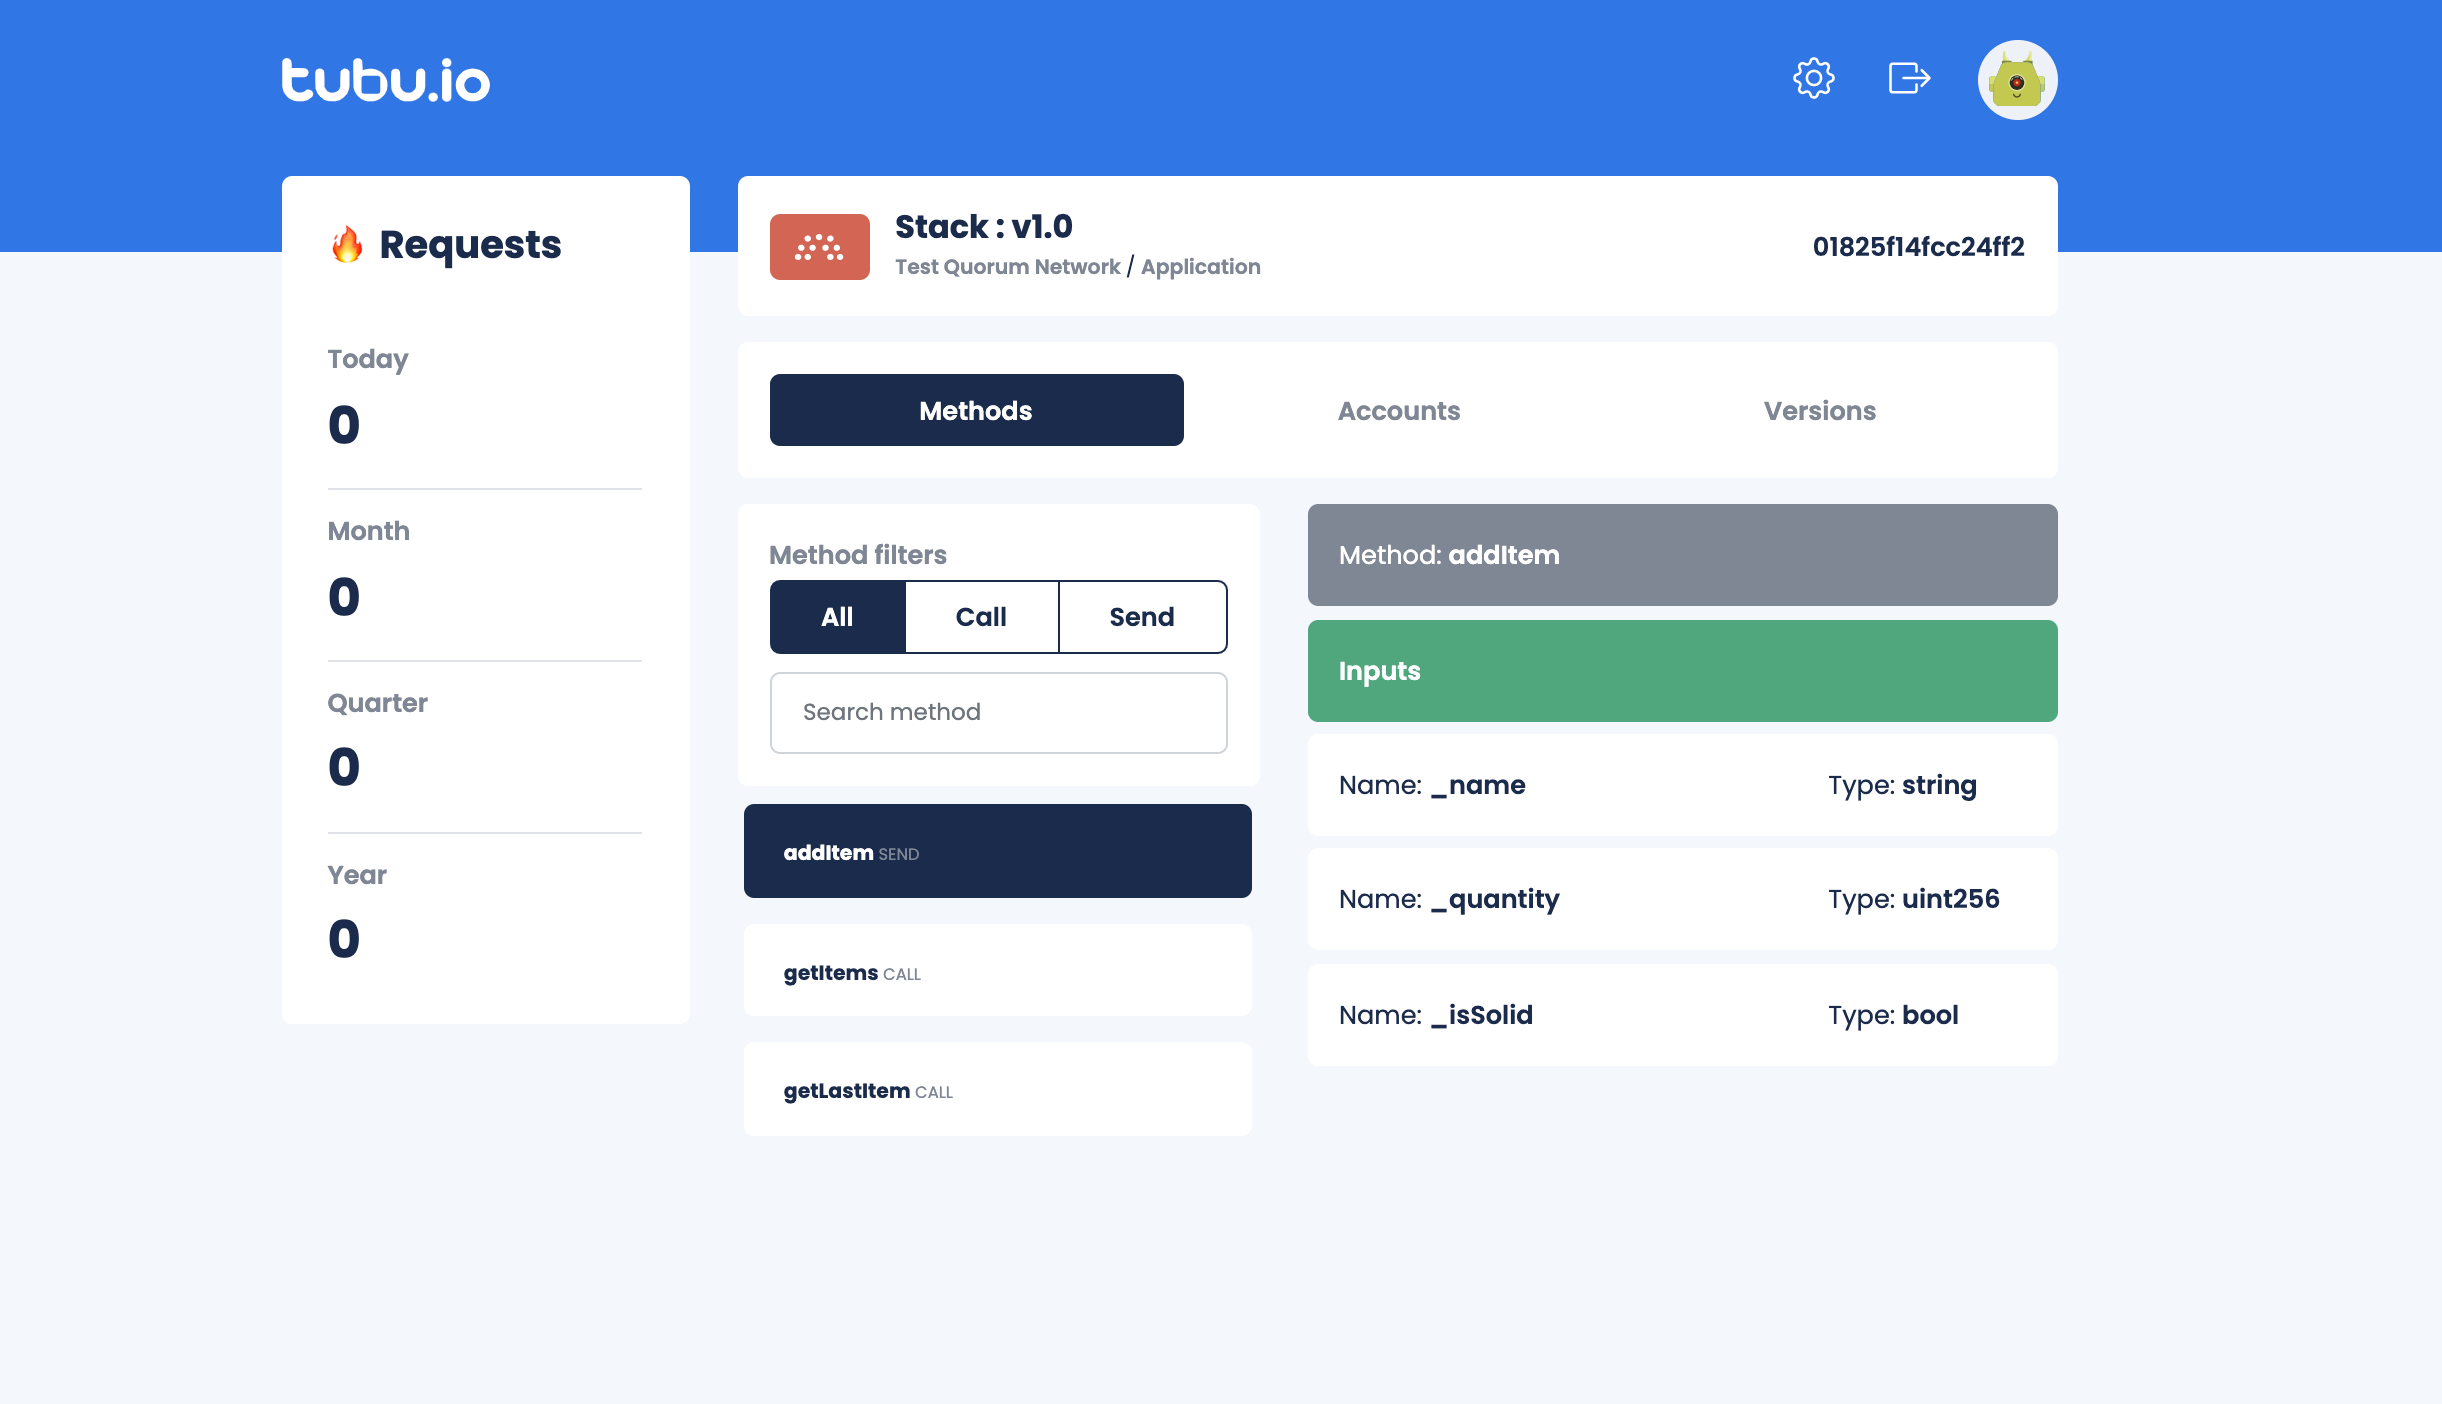 tubu.io
Requests
Today
0
Month
0
Quarter
0
Year
0
Stack : v1.0
Test Quorum Network / Application
01825f14fcc24ff2
Methods
Accounts
Versions
Method filters
All
Call
Send
Search method
addItem SEND
getItems CALL
getLastItem CALL
Method: addItem
Inputs
Name: _name
Type: string
Name: _quantity
Type: uint256
Name: _isSolid
Type: bool